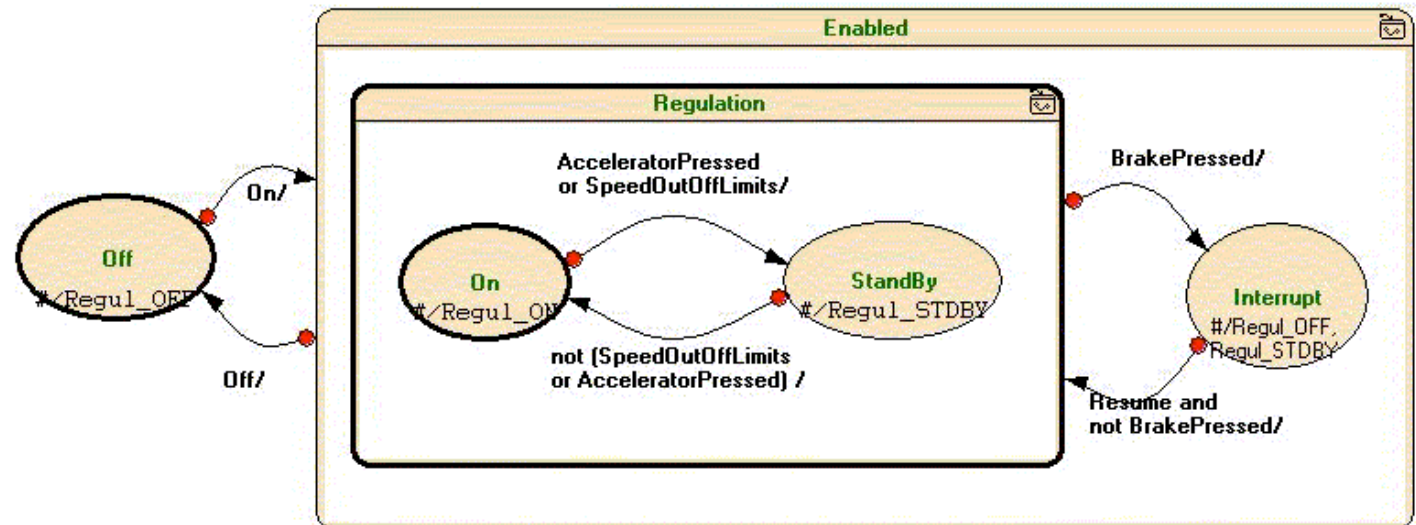 Enabled
Regulation
AcceleratorPressed
or SpeedOutOffLimits/
BrakePressed/
On/
Off
#/Regul_OFF
On
#/Regul_ON
StandBy
#/Regul_STDBY
Interrupt
#/Regul_OFF,
Regul_STDBY
not (SpeedOutOffLimits
or AcceleratorPressed) /
Off/
Resume and
not BrakePressed/